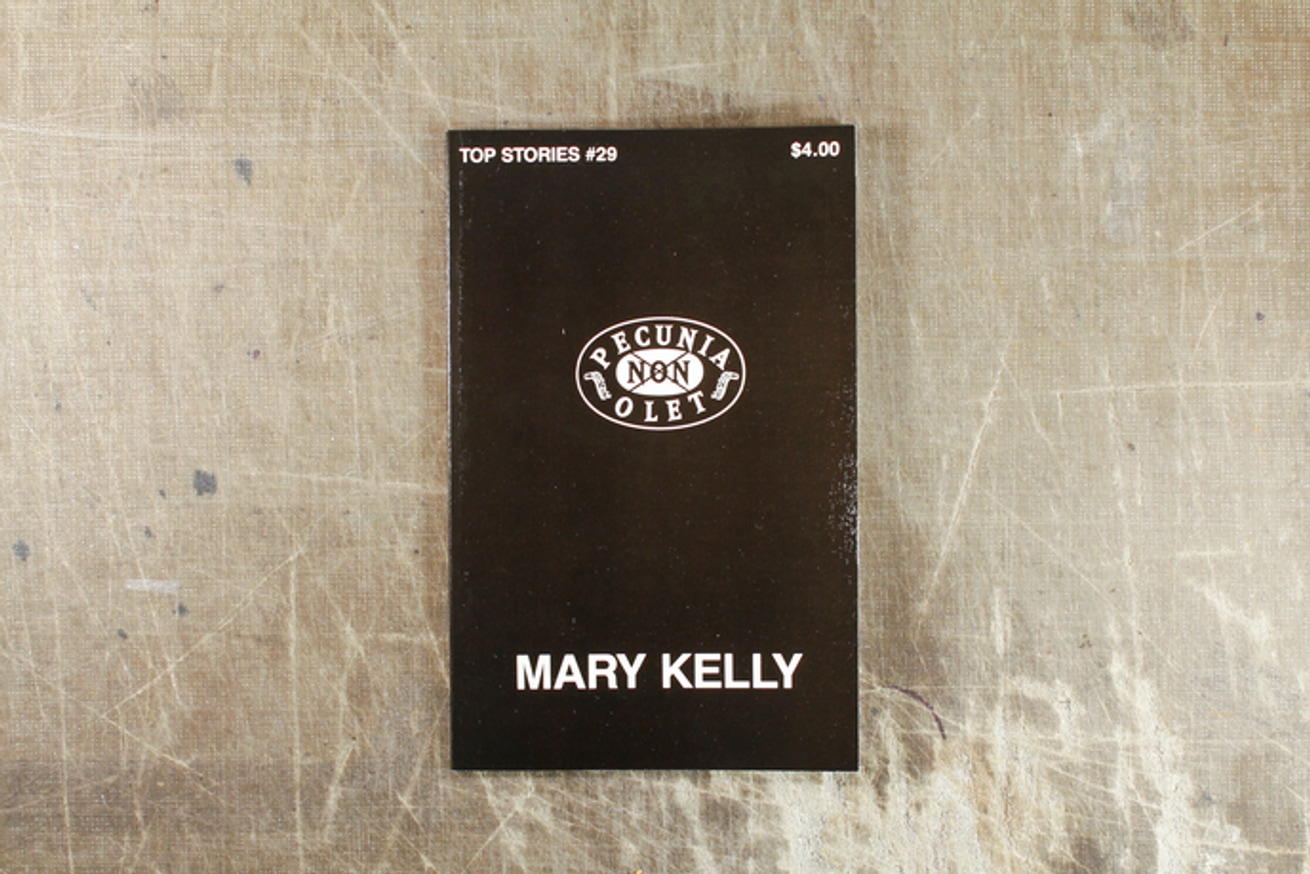 TOP STORIES #29
$4.00
PECUNIA
NON
OLET
MARY KELLY